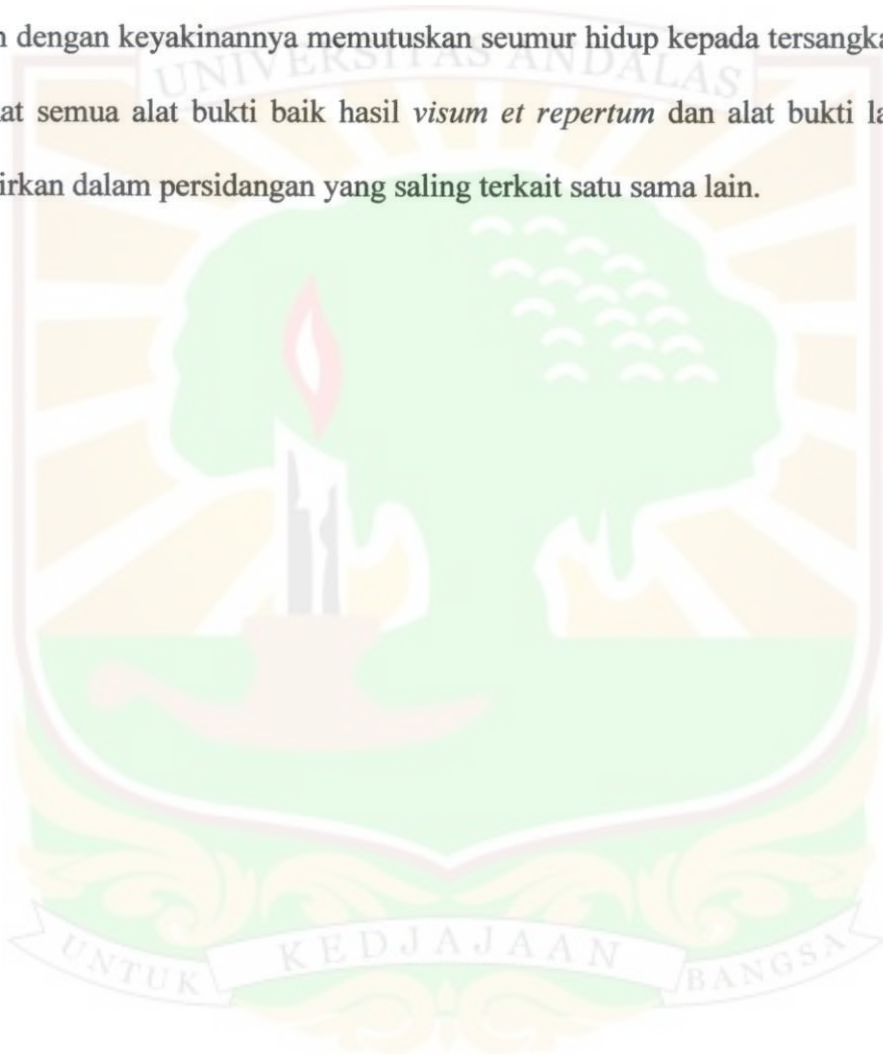 n dengan keyakinannya memutuskan seumur hidup kepada tersangka
at semua alat bukti baik hasil visum et repertum dan alat bukti la
irkan dalam persidangan yang saling terkait satu sama lain.
UNIVERSITAS ANDALAS
UNTUK KEDJAJAAN BANGSA